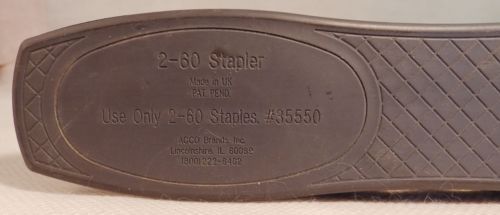 2-60 Stapler
Made in UK
PAT. PEND.
Use Only 2-60 Staples. #35550
ACCO Brands, Inc.
Lincolnshire, IL 60069
(800) 222-6462